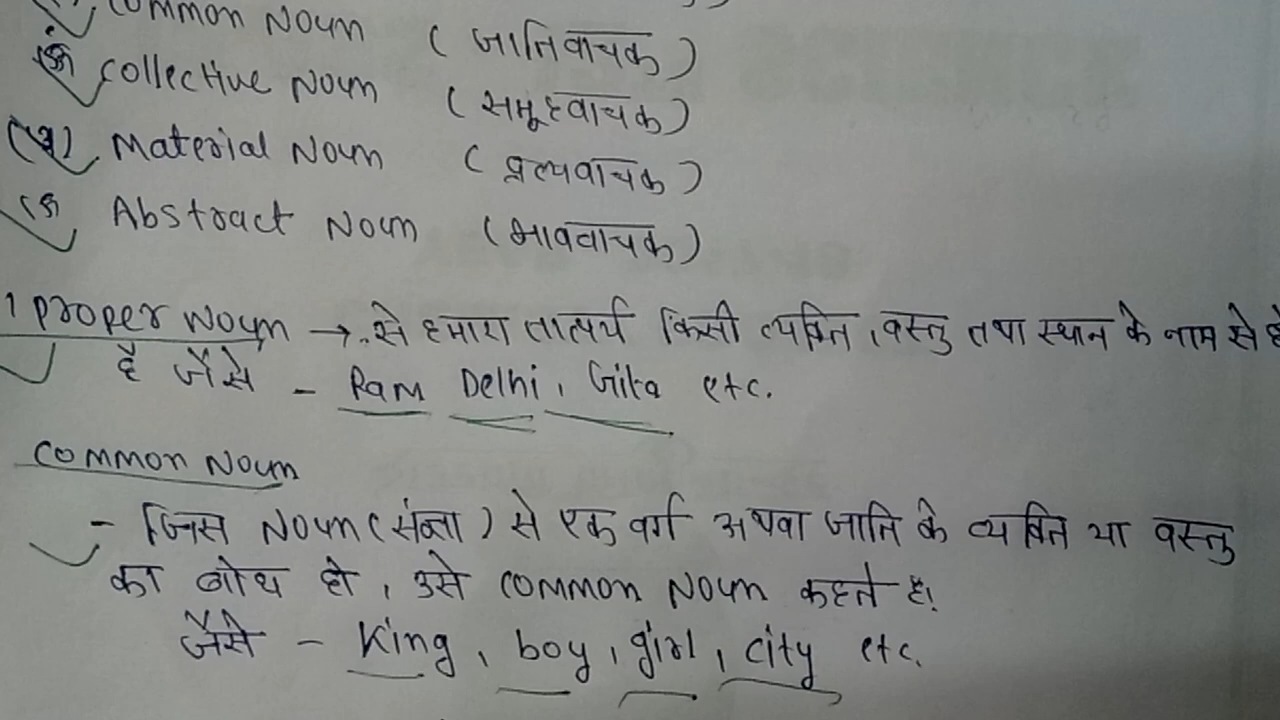 Common Noun (जातिवाचक)
Collective Noun (समूहवाचक)
Material Noun (द्रव्यवाचक)
Abstract Noun (भाववाचक)
1 Proper Noun → से हमारा तात्पर्य किसी व्यक्ति, वस्तु तथा स्थान के नाम से
है जैसे - Ram Delhi, Gita etc.
Common Noun
- जिस Noun (संज्ञा) से एक वर्ग अथवा जाति के व्यक्ति या वस्तु
का बोध हो, उसे Common Noun कहते है।
जैसे - King, boy, girl, city etc.